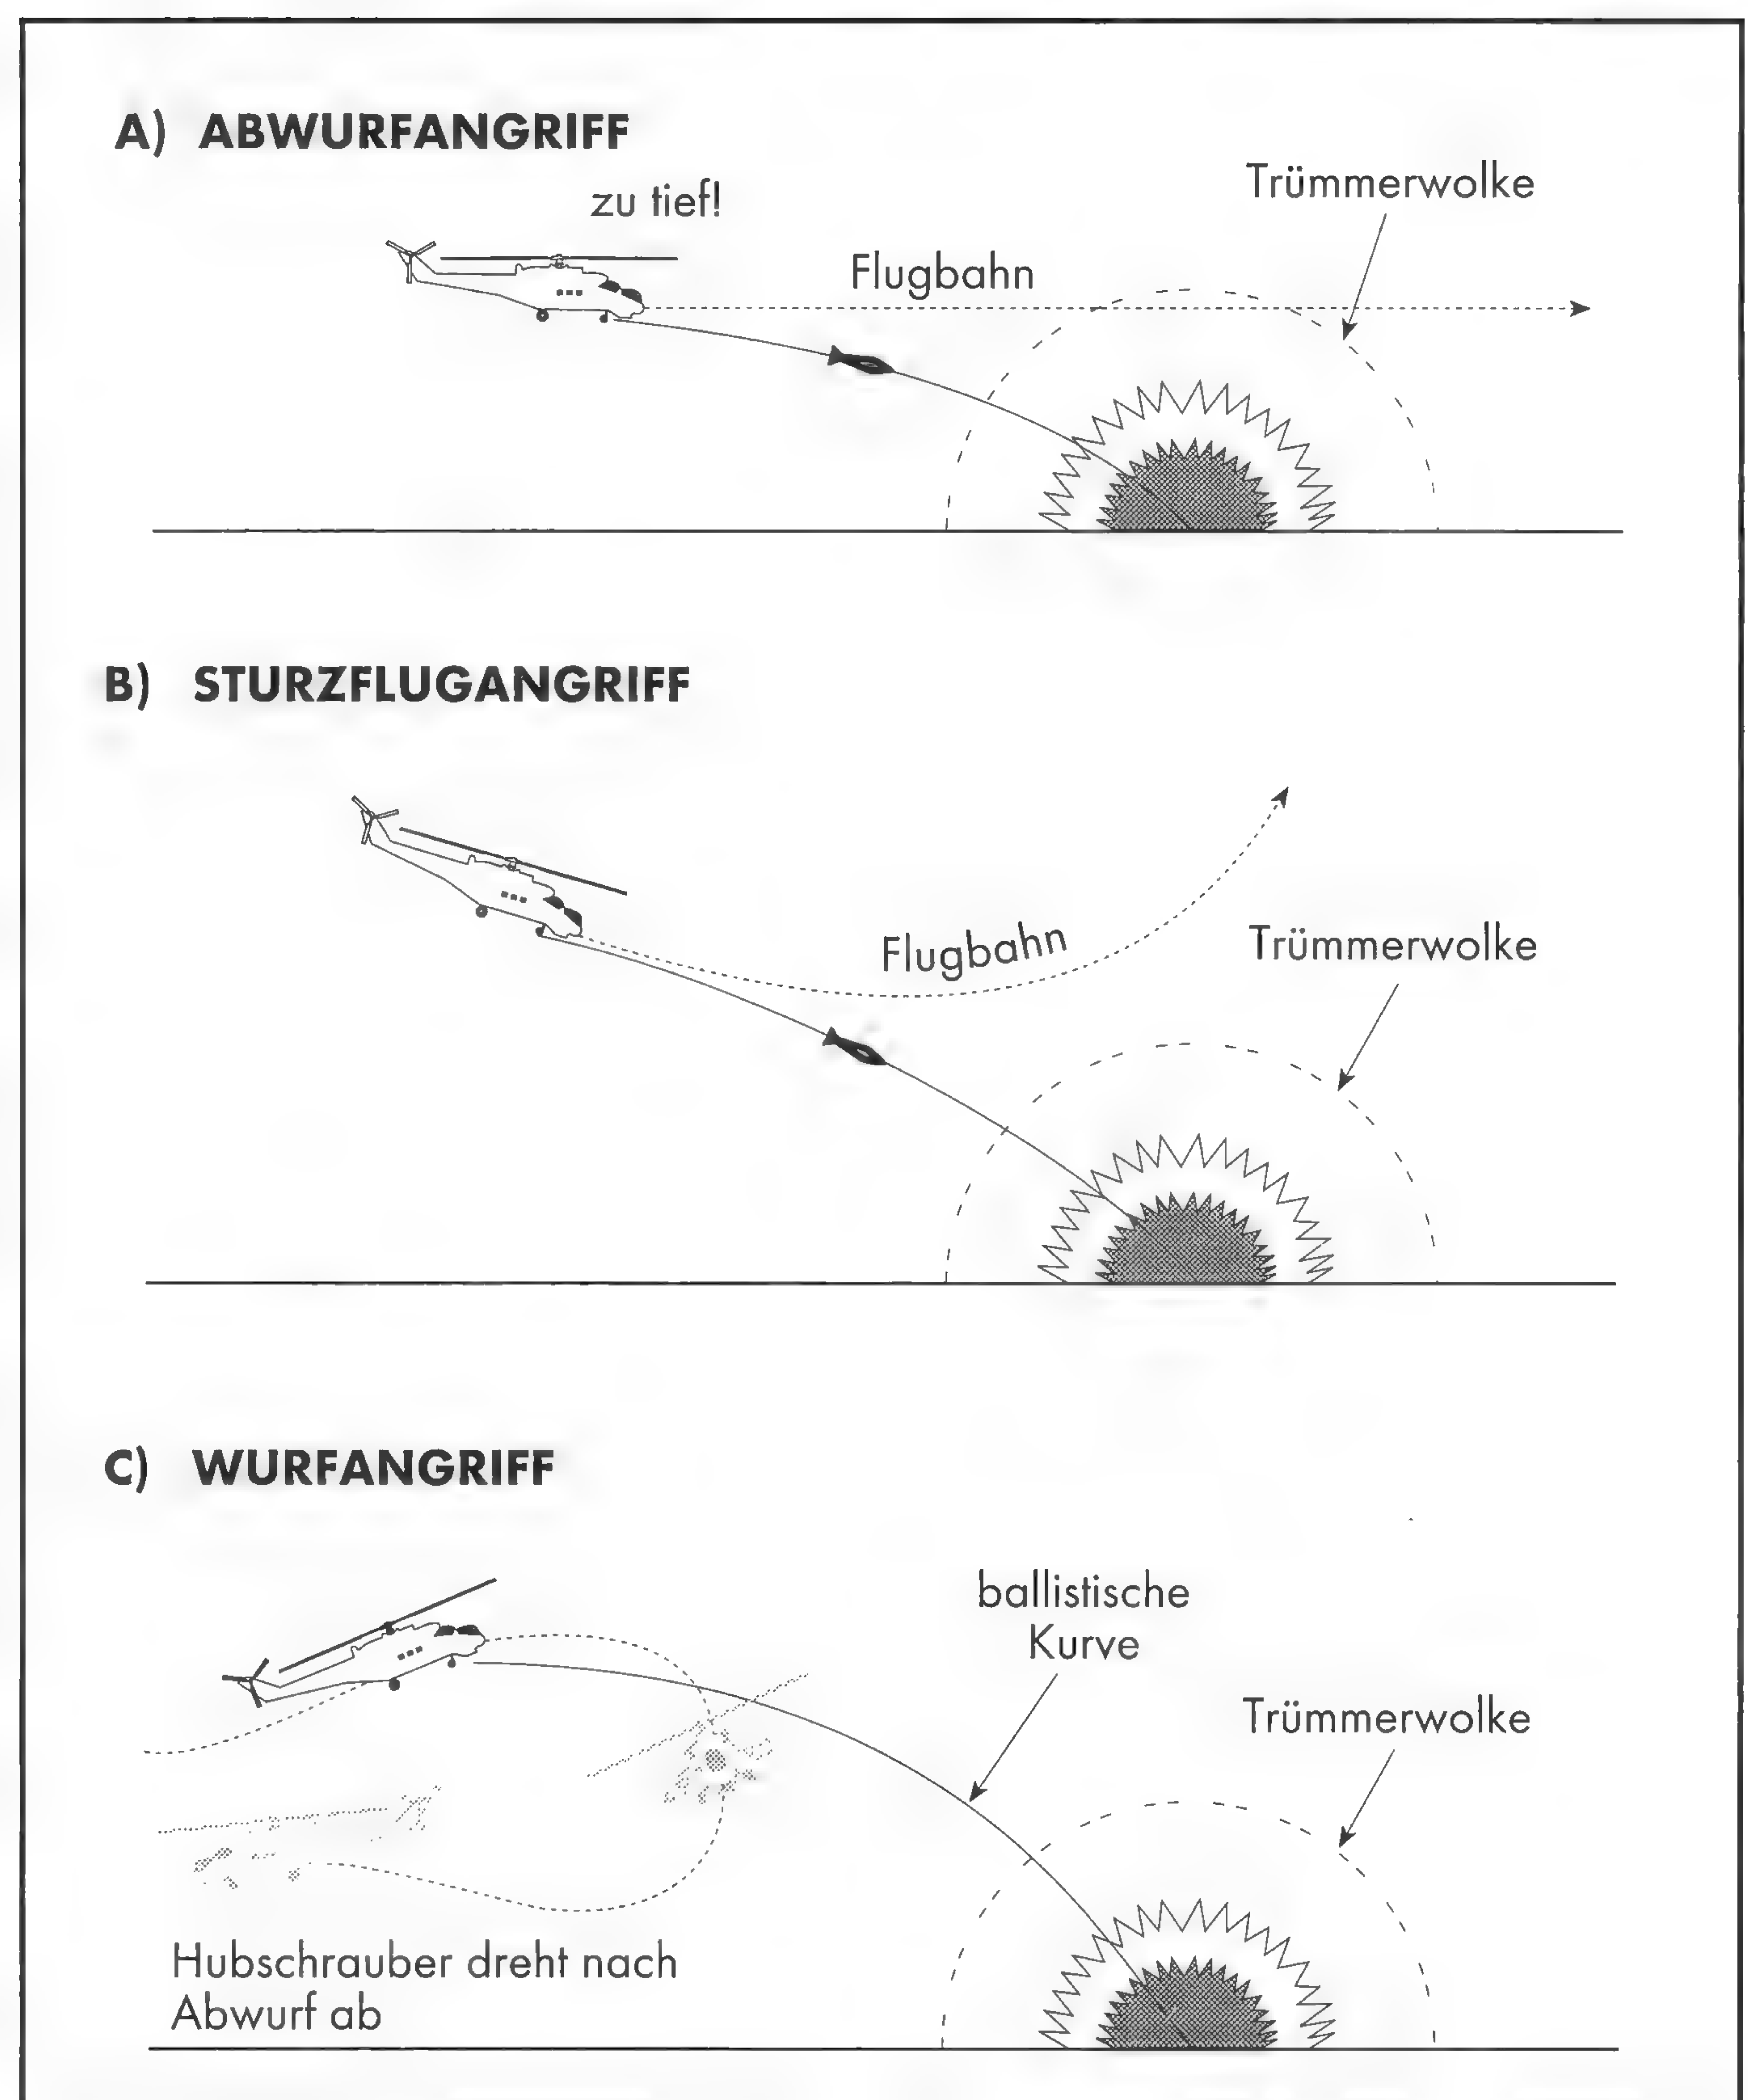 A) ABWURFANGRIFF
zu tief!
Trümmerwolke
Flugbahn
B) STURZFLUGANGRIFF
Flugbahn
Trümmerwolke
C) WURFANGRIFF
ballistische
Kurve
Trümmerwolke
Hubschrauber dreht nach
Abwurf ab